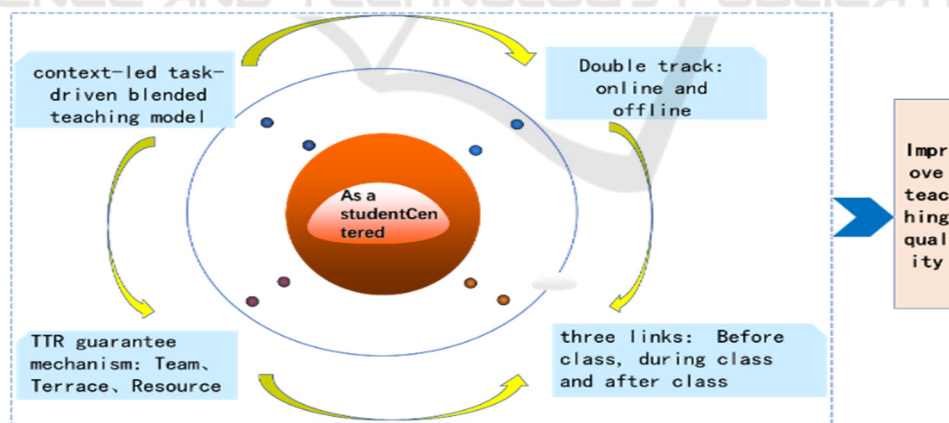 context-led task-
driven blended
teaching model
Double track:
online and
offline
As a
studentCen
tered
Impr
ove
teac
hing
qual
ity
TTR guarantee
mechanism: Team、
Terrace、Resource
three links: Before
class, during class
and after class